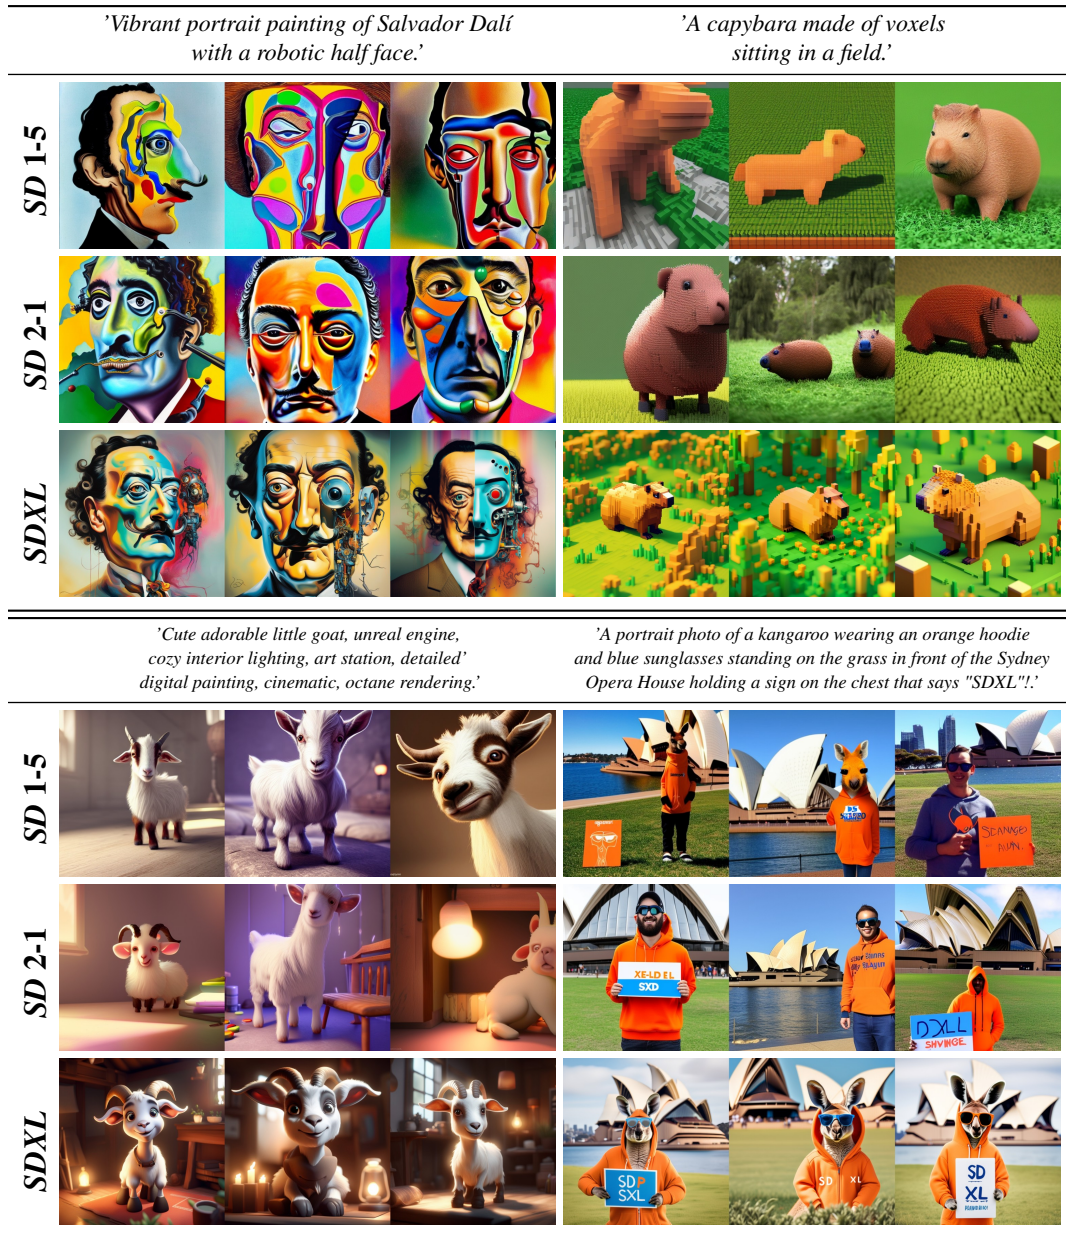 'Vibrant portrait painting of Salvador Dalí
with a robotic half face.'
'A capybara made of voxels
sitting in a field.'
SD 1-5
SD 2-1
SDXL
'Cute adorable little goat, unreal engine,
cozy interior lighting, art station, detailed'
digital painting, cinematic, octane rendering.'
'A portrait photo of a kangaroo wearing an orange hoodie
and blue sunglasses standing on the grass in front of the Sydney
Opera House holding a sign on the chest that says "SDXL"!.'
SD 1-5
SD 2-1
XE-LD EL
SXD
DDXLL
SHVINGE
SDXL
SDP
SXL
SD XL
SD
XL